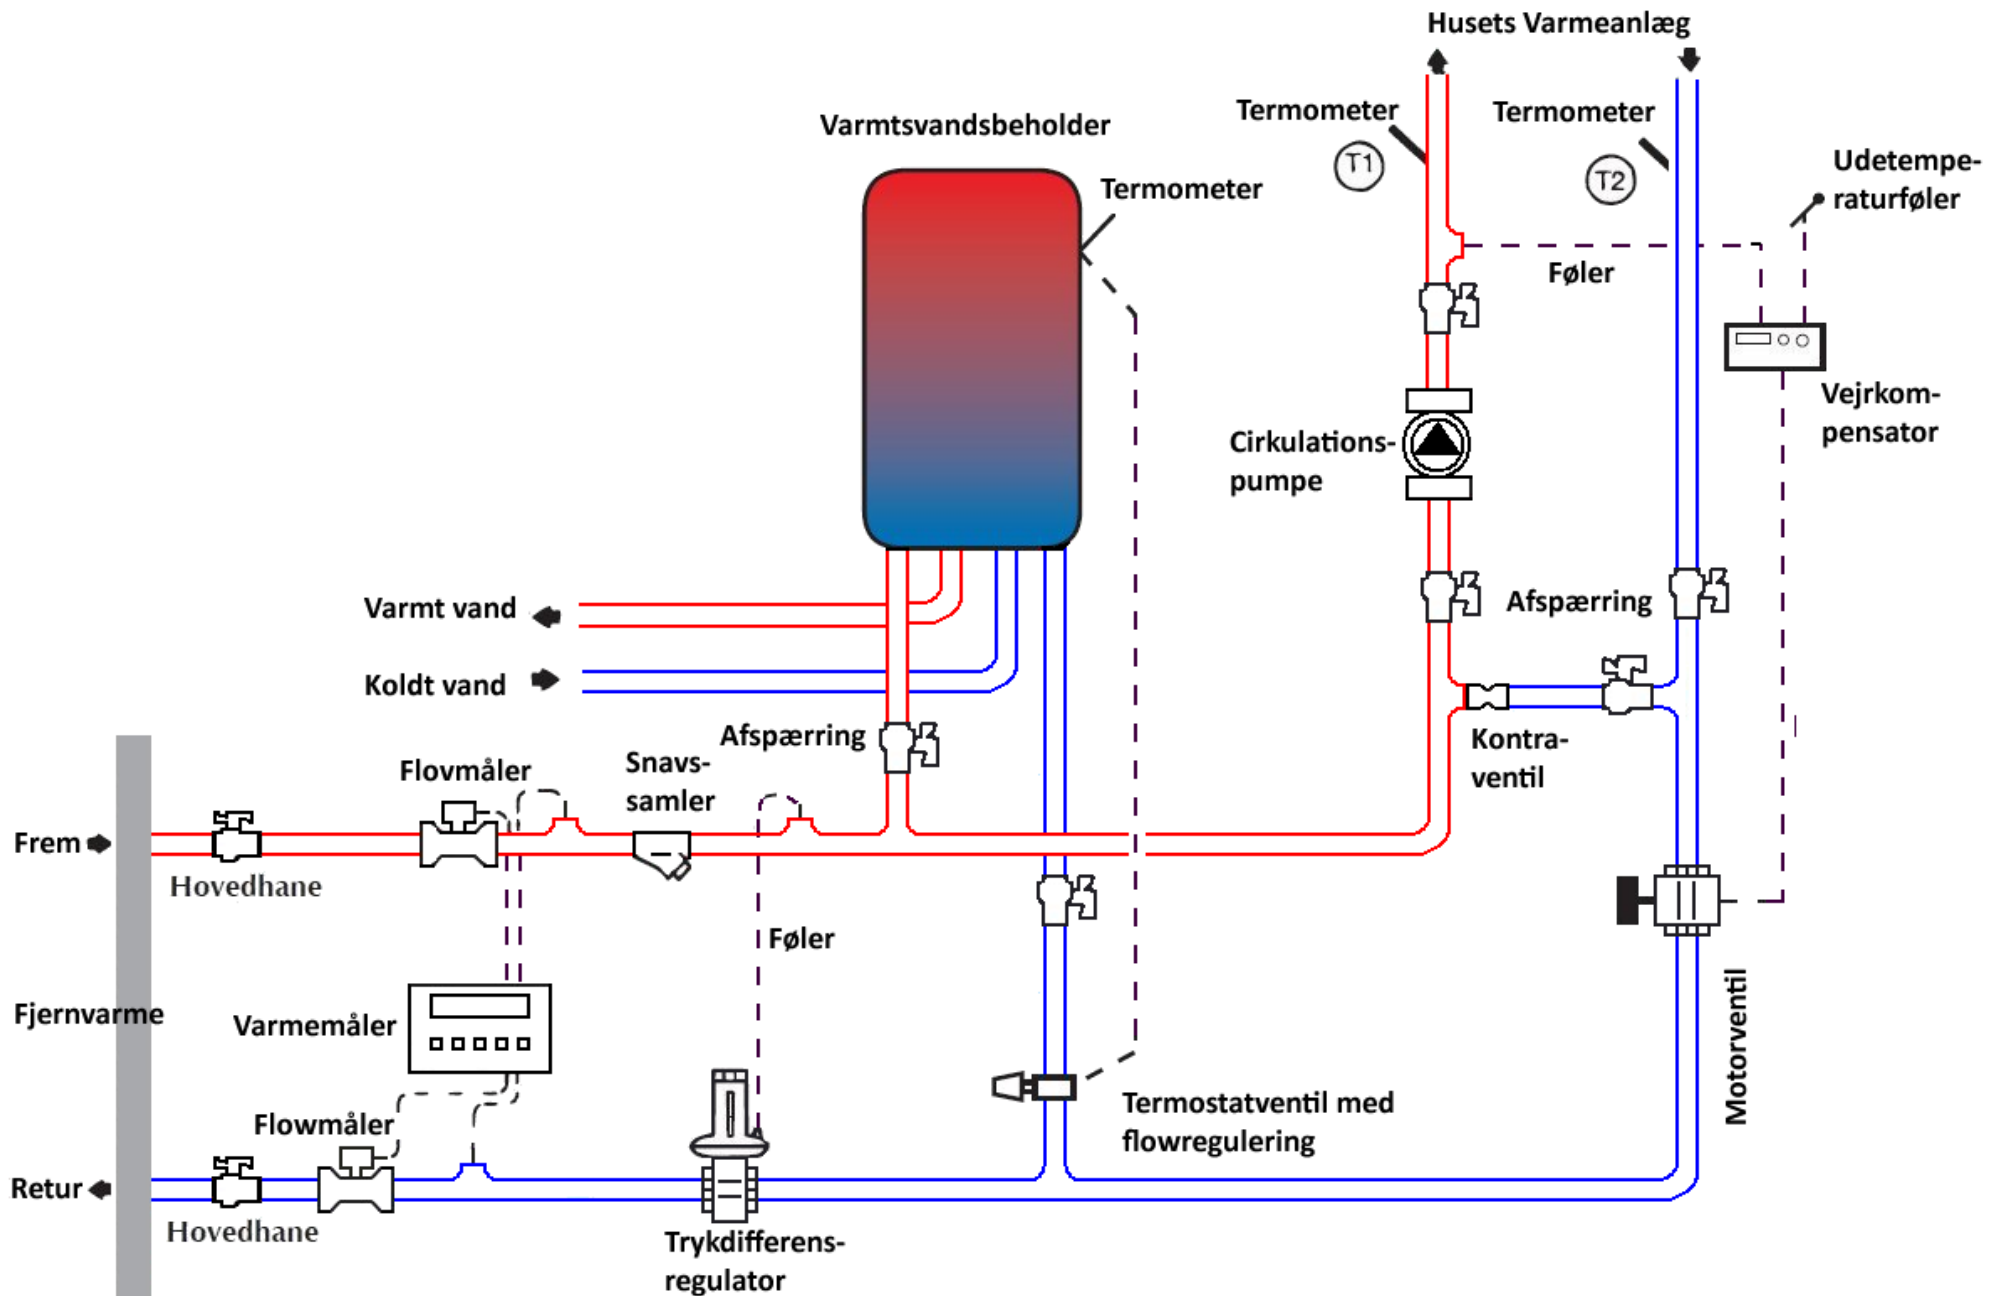 Husets Varmeanlæg
Termometer
Termometer
Varmtsvandsbeholder
T1
T2
Udetempe-
raturføler
Termometer
Føler
Vejrkom-
pensator
Cirkulations-
pumpe
Varmt vand
Afspærring
Koldt vand
Afspærring
Kontra-
ventil
Flovmåler
Snavs-
samler
Frem
Hovedhane
Føler
Fjernvarme
Varmemåler
Motorventil
Flowmåler
Termostatventil med
flowregulering
Retur
Hovedhane
Trykdifferens-
regulator